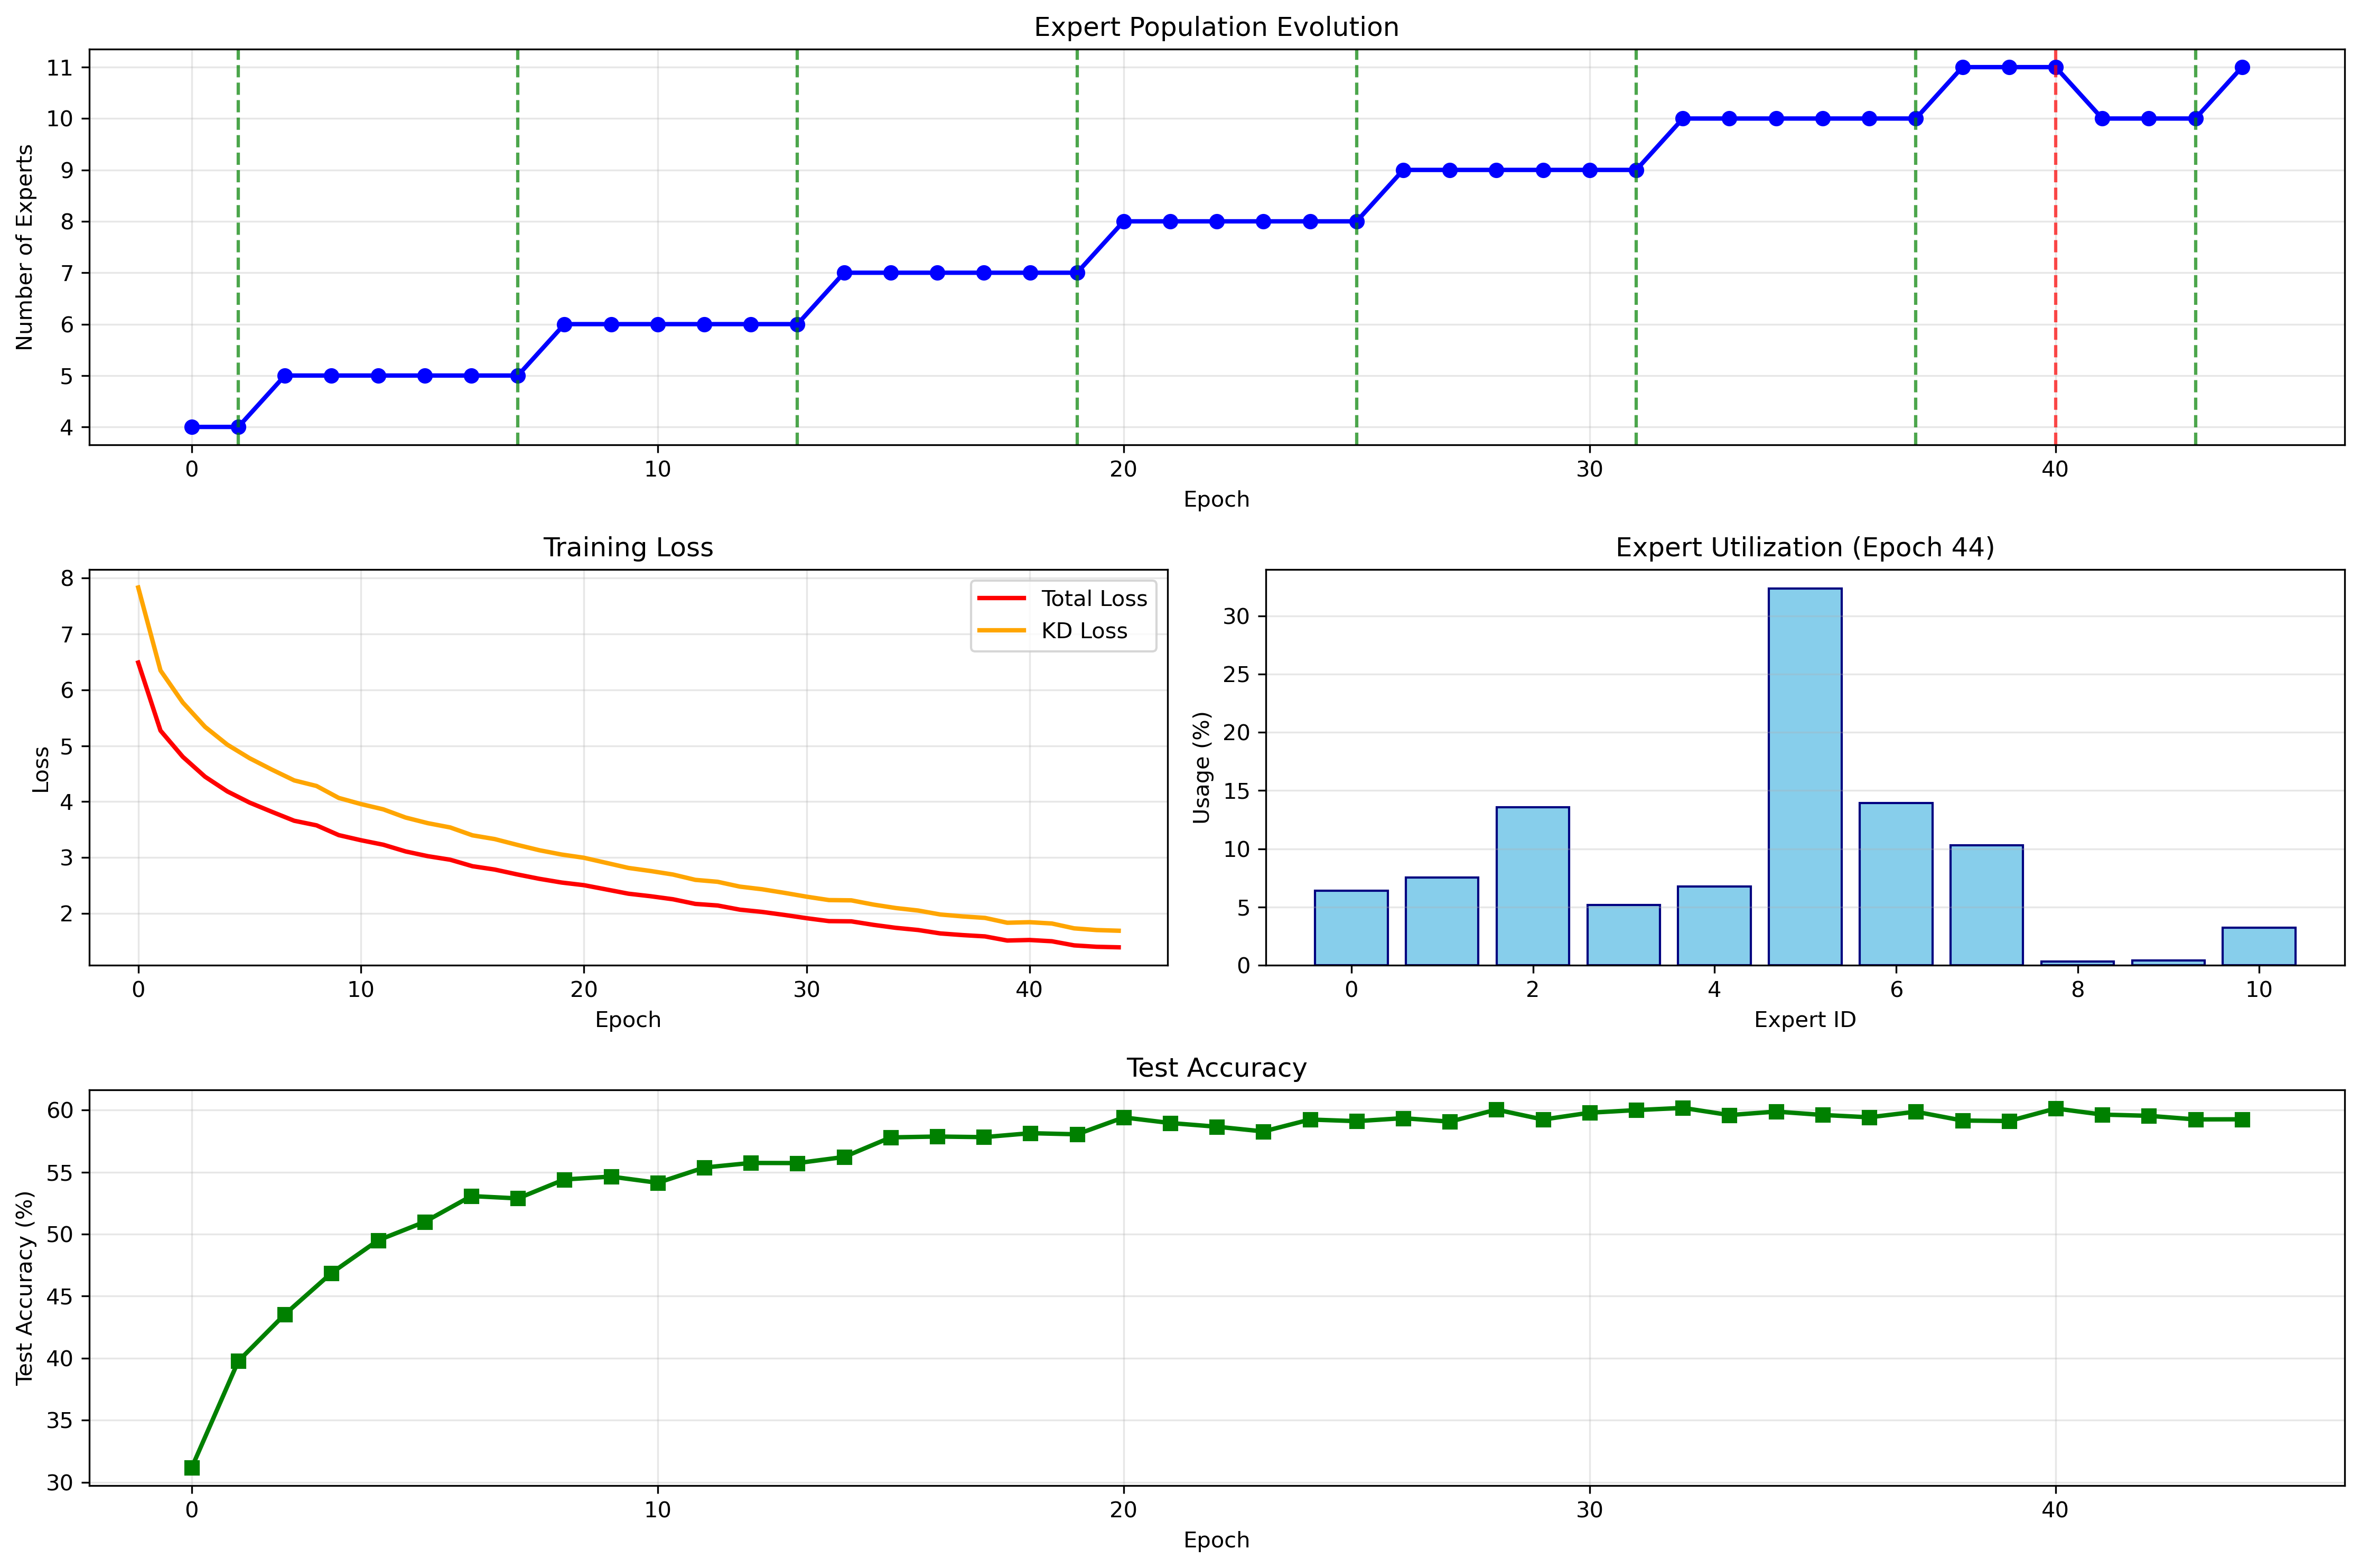 Expert Population Evolution
Number of Experts
11
10
9
8
7
6
5
4
0 10 20 30 40
Epoch
Training Loss
Loss
8
7
6
5
4
3
2
Total Loss
KD Loss
0 10 20 30 40
Epoch
Expert Utilization (Epoch 44)
Usage (%)
30
25
20
15
10
5
0
0 2 4 6 8 10
Expert ID
Test Accuracy
Test Accuracy (%)
60
55
50
45
40
35
30
0 10 20 30 40
Epoch